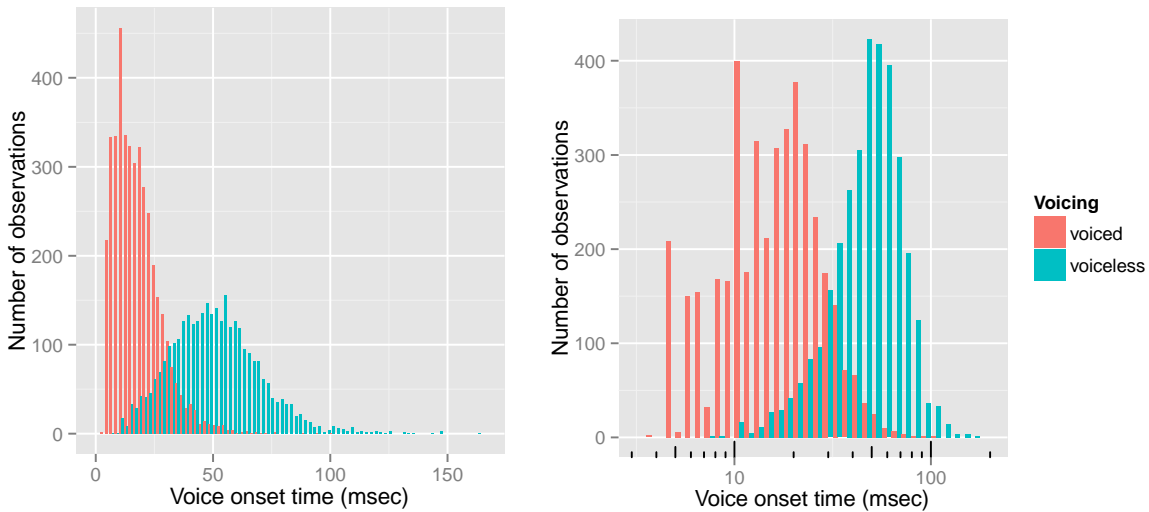 Number of observations
400
300
200
100
0
0
50
100
150
Voice onset time (msec)
Number of observations
400
300
200
100
0
10
100
Voice onset time (msec)
Voicing
voiced
voiceless